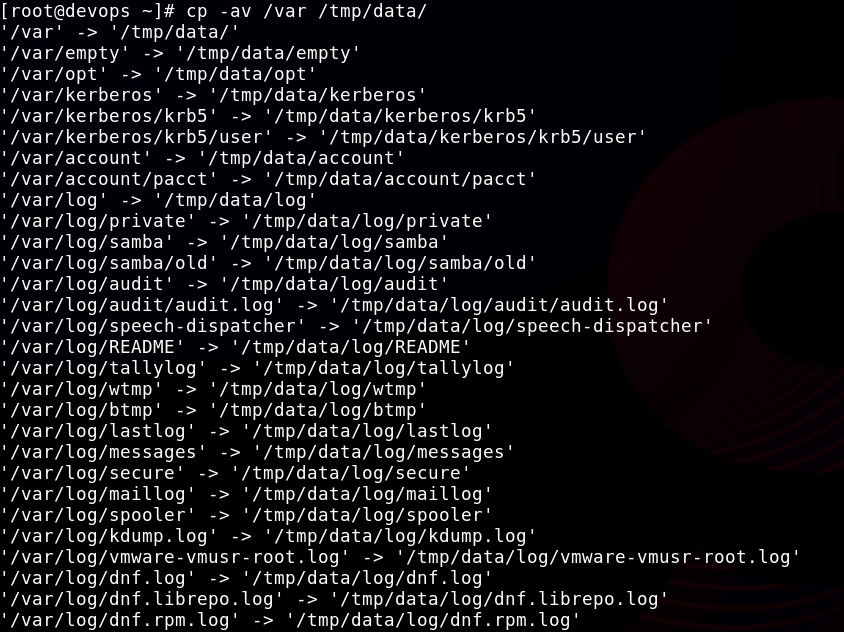 [root@devops ~]# cp -av /var /tmp/data/
'/var' -> '/tmp/data/'
'/var/empty' -> '/tmp/data/empty'
'/var/opt' -> '/tmp/data/opt'
'/var/kerberos' -> '/tmp/data/kerberos'
'/var/kerberos/krb5' -> '/tmp/data/kerberos/krb5'
'/var/kerberos/krb5/user' -> '/tmp/data/kerberos/krb5/user'
'/var/account' -> '/tmp/data/account'
'/var/account/pacct' -> '/tmp/data/account/pacct'
'/var/log' -> '/tmp/data/log'
'/var/log/private' -> '/tmp/data/log/private'
'/var/log/samba' -> '/tmp/data/log/samba'
'/var/log/samba/old' -> '/tmp/data/log/samba/old'
'/var/log/audit' -> '/tmp/data/log/audit'
'/var/log/audit/audit.log' -> '/tmp/data/log/audit/audit.log'
'/var/log/speech-dispatcher' -> '/tmp/data/log/speech-dispatcher'
'/var/log/README' -> '/tmp/data/log/README'
'/var/log/tallylog' -> '/tmp/data/log/tallylog'
'/var/log/wtmp' -> '/tmp/data/log/wtmp'
'/var/log/btmp' -> '/tmp/data/log/btmp'
'/var/log/lastlog' -> '/tmp/data/log/lastlog'
'/var/log/messages' -> '/tmp/data/log/messages'
'/var/log/secure' -> '/tmp/data/log/secure'
'/var/log/maillog' -> '/tmp/data/log/maillog'
'/var/log/spooler' -> '/tmp/data/log/spooler'
'/var/log/kdump.log' -> '/tmp/data/log/kdump.log'
'/var/log/vmware-vmusr-root.log' -> '/tmp/data/log/vmware-vmusr-root.log'
'/var/log/dnf.log' -> '/tmp/data/log/dnf.log'
'/var/log/dnf.librepo.log' -> '/tmp/data/log/dnf.librepo.log'
'/var/log/dnf.rpm.log' -> '/tmp/data/log/dnf.rpm.log'